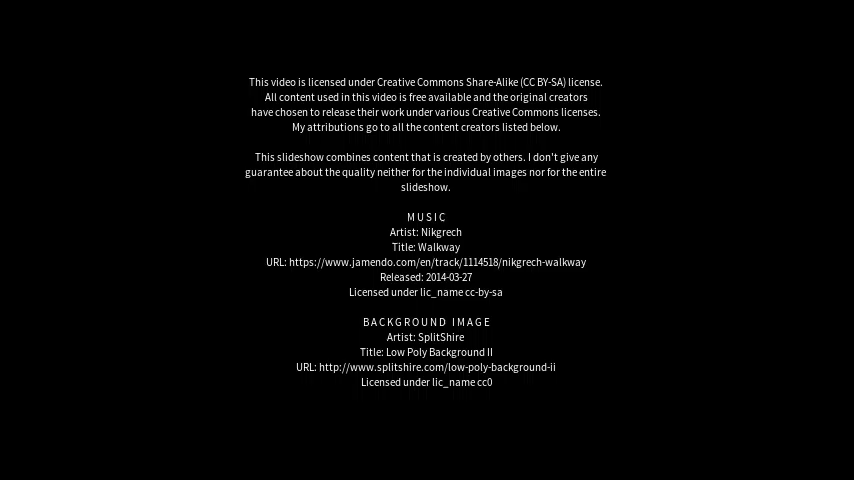 This video is licensed under Creative Commons Share-Alike (CC BY-SA) license.
All content used in this video is free available and the original creators
have chosen to release their work under various Creative Commons licenses.
My attributions go to all the content creators listed below.
This slideshow combines content that is created by others. I don't give any
guarantee about the quality neither for the individual images nor for the entire
slideshow.
MUSIC
Artist: Nikgrech
Title: Walkway
URL: https://www.jamendo.com/en/track/1114518/nikgrech-walkway
Released: 2014-03-27
Licensed under lic_name cc-by-sa
BACKGROUND IMAGE
Artist: SplitShire
Title: Low Poly Background II
URL: http://www.splitshire.com/low-poly-background-ii
Licensed under lic_name cc0